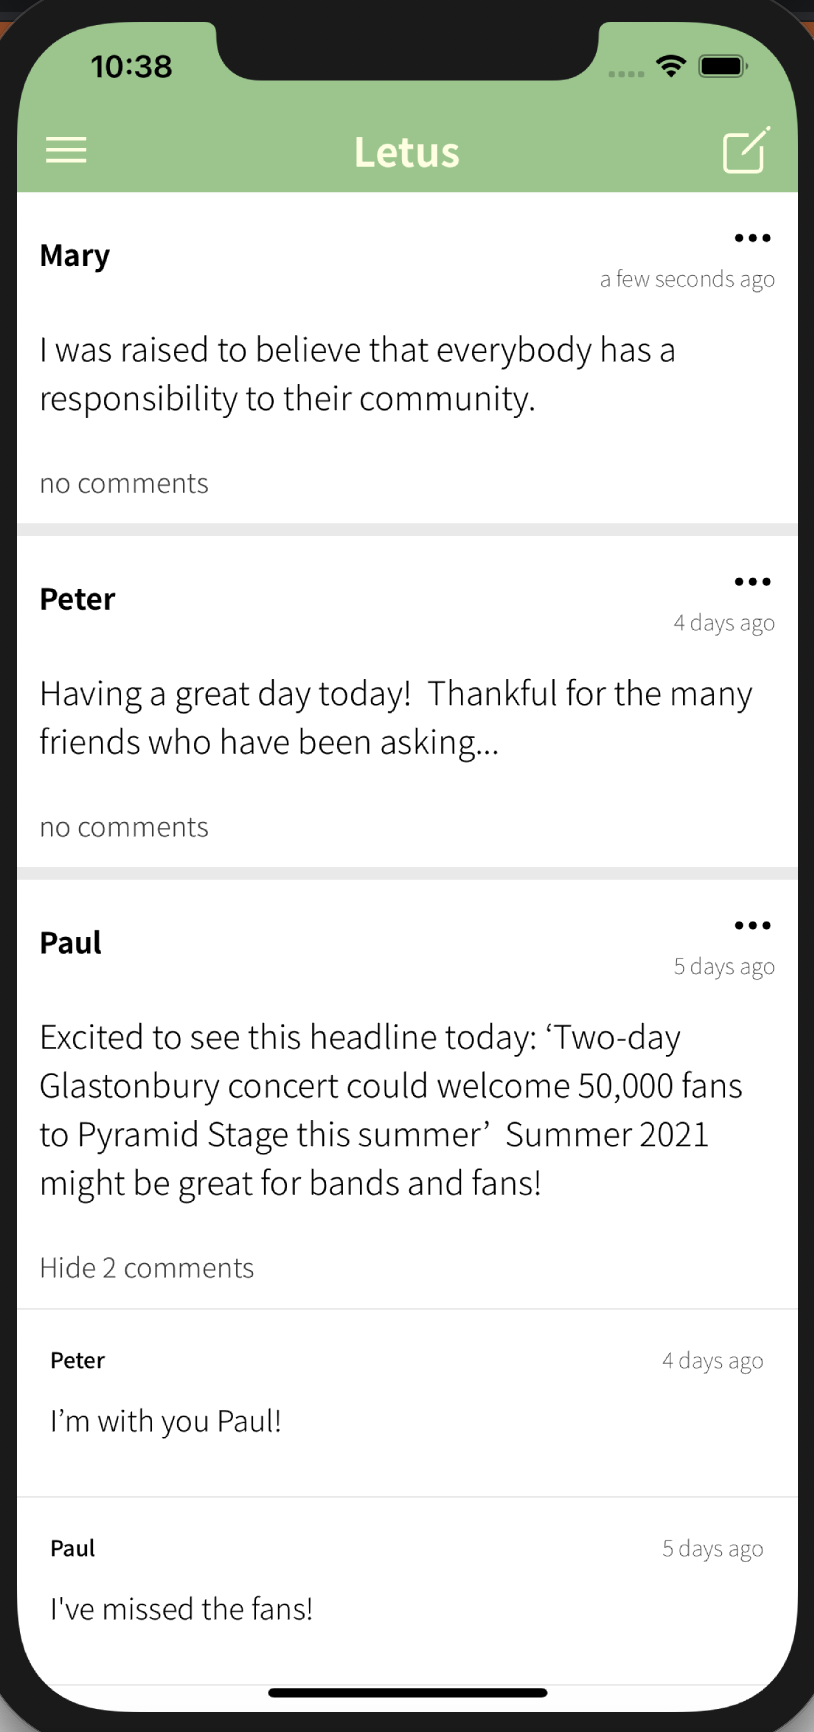 10:38
Letus
Mary
a few seconds ago
I was raised to believe that everybody has a
responsibility to their community.
no comments
Peter
4 days ago
Having a great day today!  Thankful for the many
friends who have been asking...
no comments
Paul
5 days ago
Excited to see this headline today: ‘Two-day
Glastonbury concert could welcome 50,000 fans
to Pyramid Stage this summer’  Summer 2021
might be great for bands and fans!
Hide 2 comments
Peter
4 days ago
I’m with you Paul!
Paul
5 days ago
I've missed the fans!